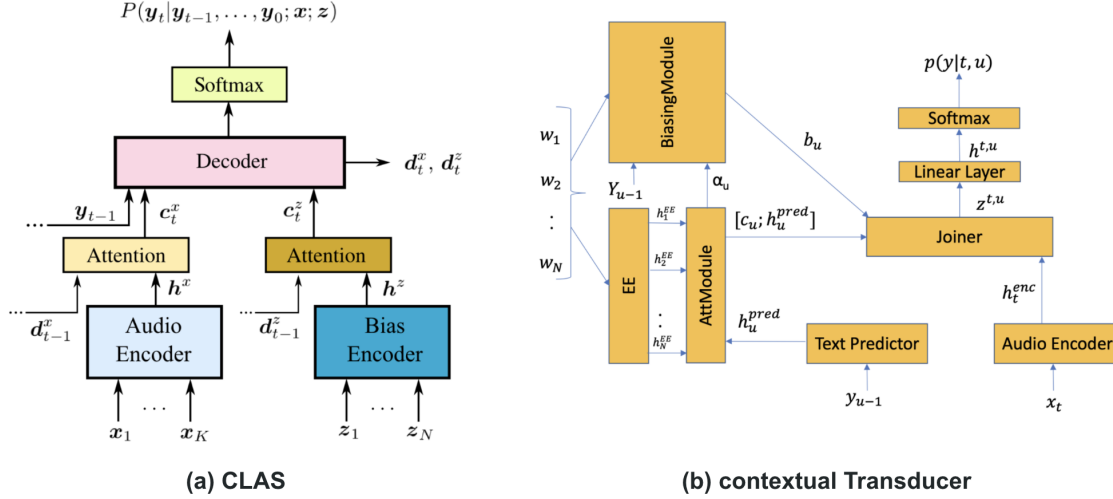 P(y_t|y_{t-1}, ..., y_0; x; z)
Softmax
Decoder
d_t^x, d_t^z
... y_{t-1}
c_t^x
c_t^z
Attention
Attention
h^x
h^z
... d_{t-1}^x
... d_{t-1}^z
Audio
Encoder
Bias
Encoder
x_1 ... x_K
z_1 ... z_N
(a) CLAS
w_1
w_2
:
w_N
BiasingModule
Y_{u-1}
α_u
b_u
EE
h_1^{EE}
h_2^{EE}
:
h_N^{EE}
AttModule
[c_u; h_u^{pred}]
h_u^{pred}
Text Predictor
y_{u-1}
p(y|t, u)
Softmax
h^{t,u}
Linear Layer
z^{t,u}
Joiner
h_t^{enc}
Audio Encoder
x_t
(b) contextual Transducer